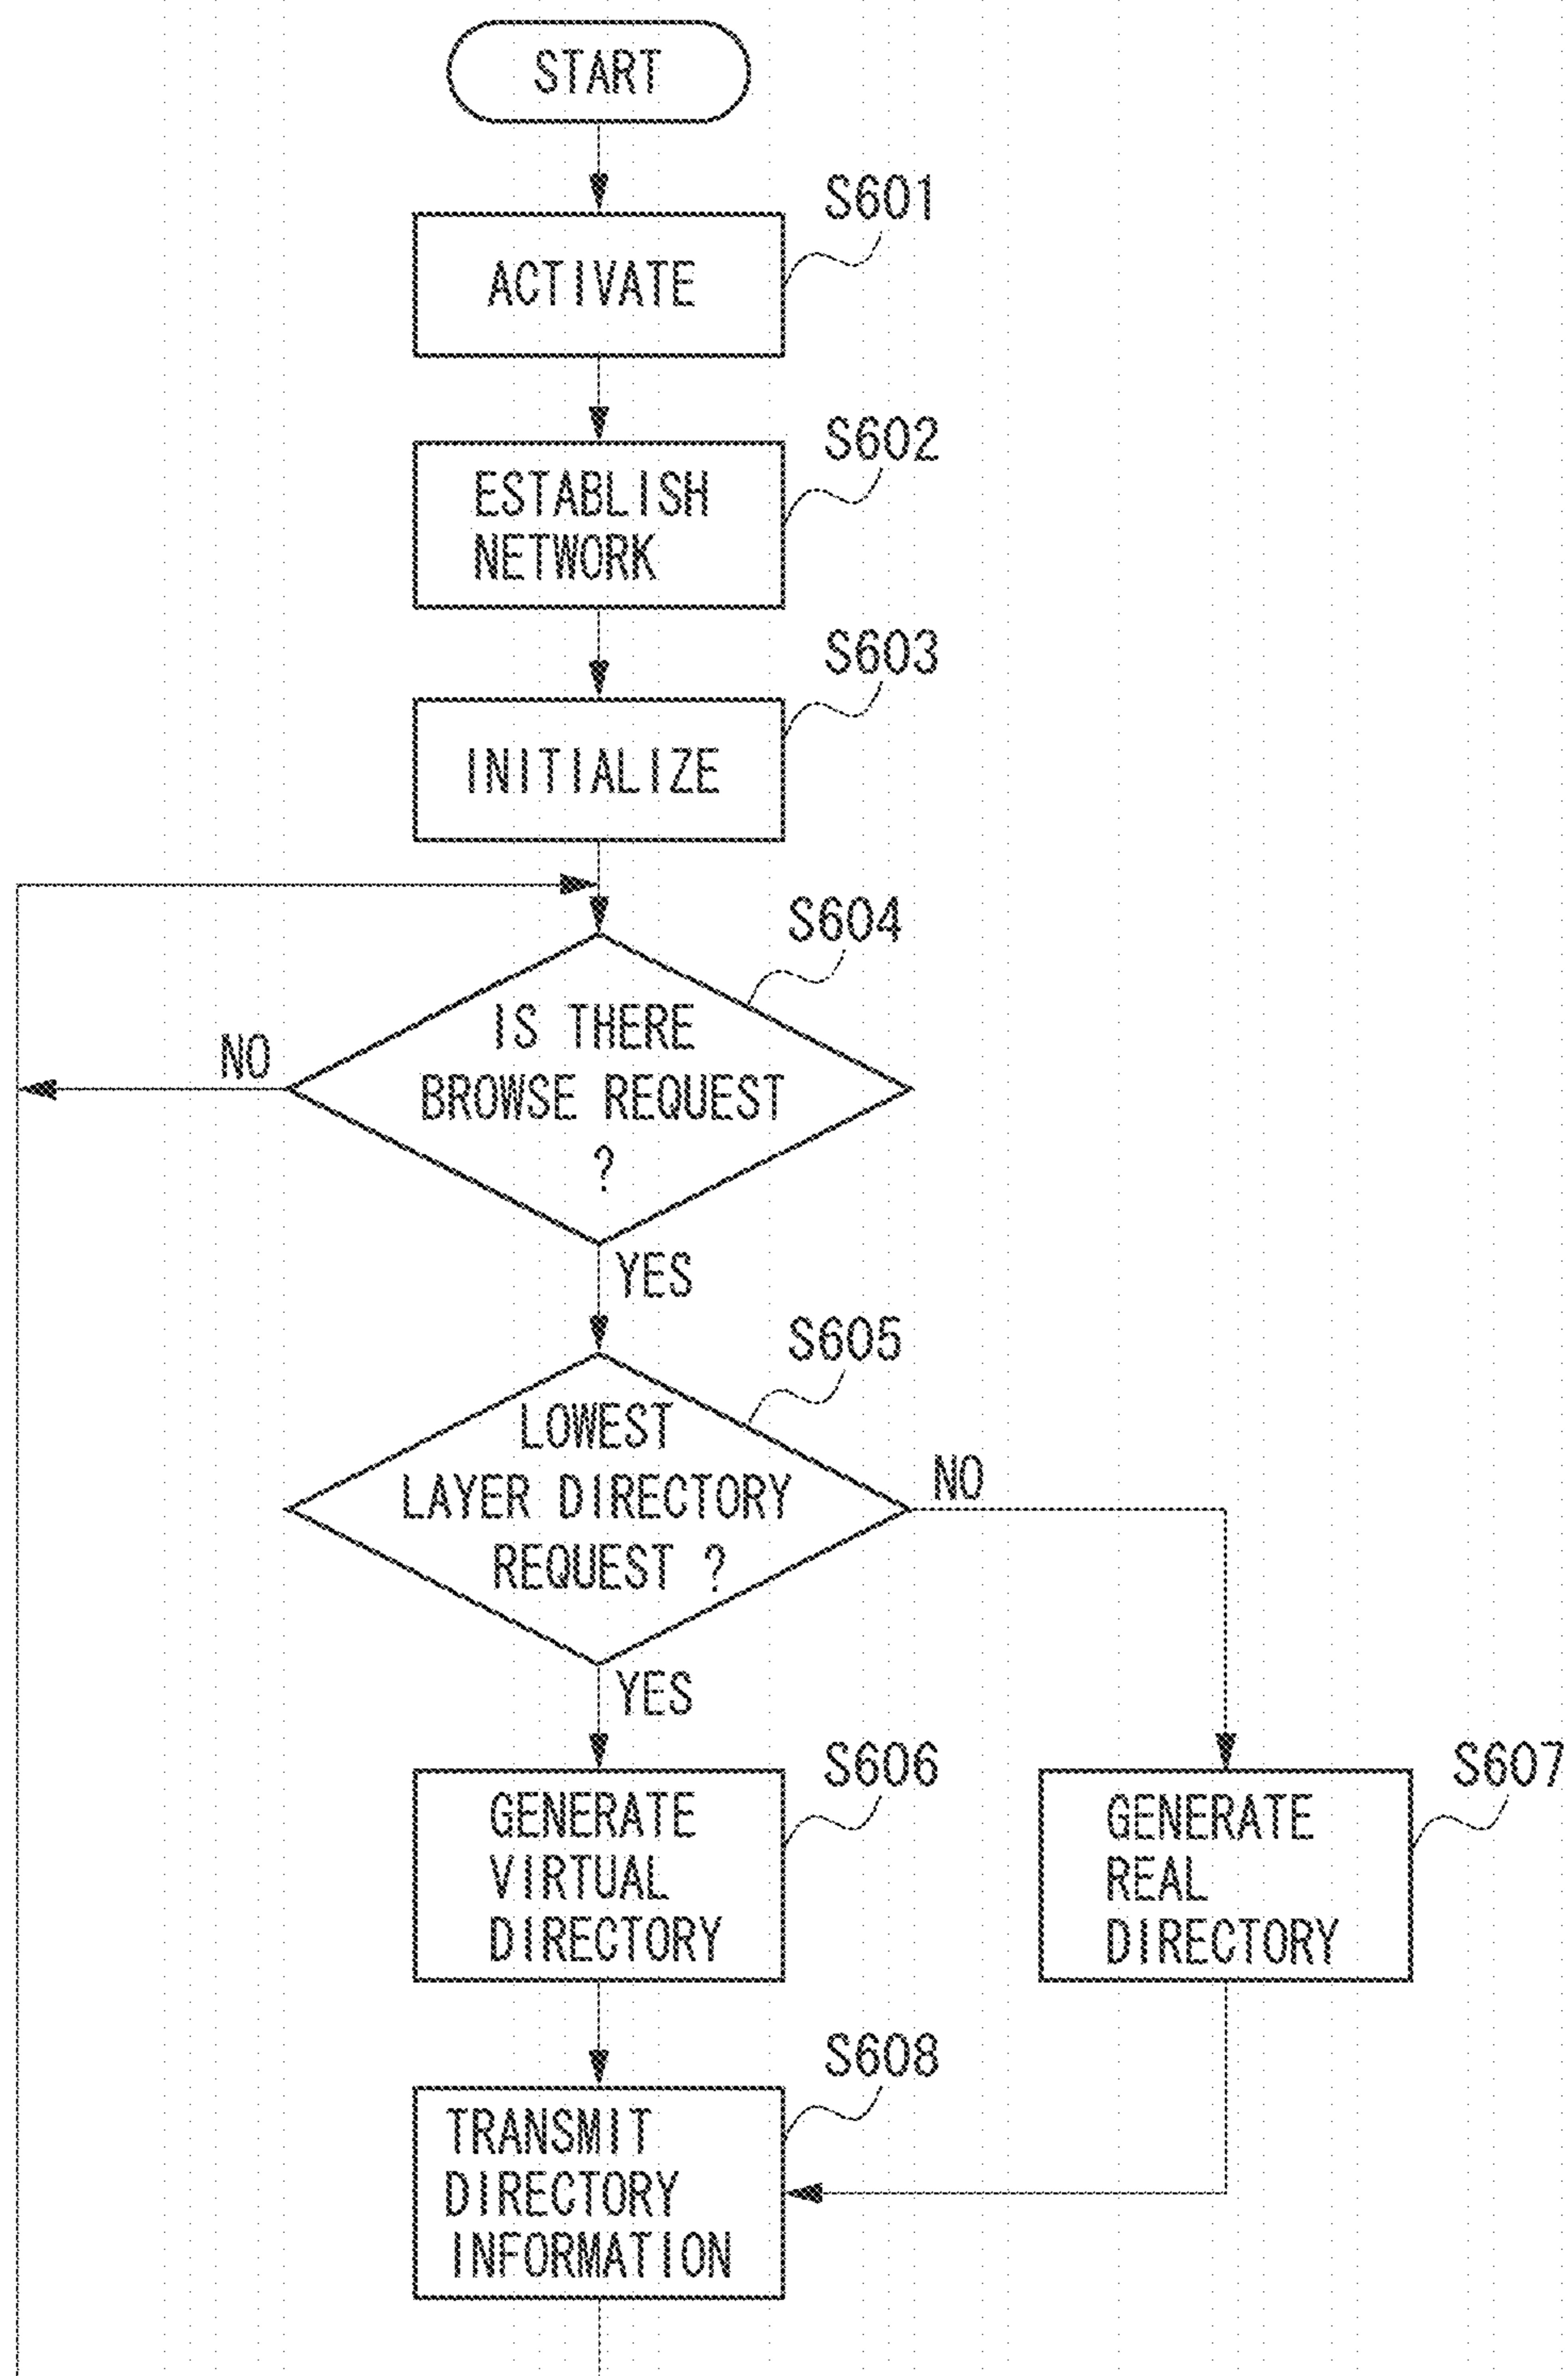 START
S601
ACTIVATE
S602
ESTABLISH
NETWORK
S603
INITIALIZE
S604
IS THERE
BROWSE REQUEST
?
NO
YES
S605
LOWEST
LAYER DIRECTORY
REQUEST ?
NO
YES
S606
GENERATE
VIRTUAL
DIRECTORY
S607
GENERATE
REAL
DIRECTORY
S608
TRANSMIT
DIRECTORY
INFORMATION